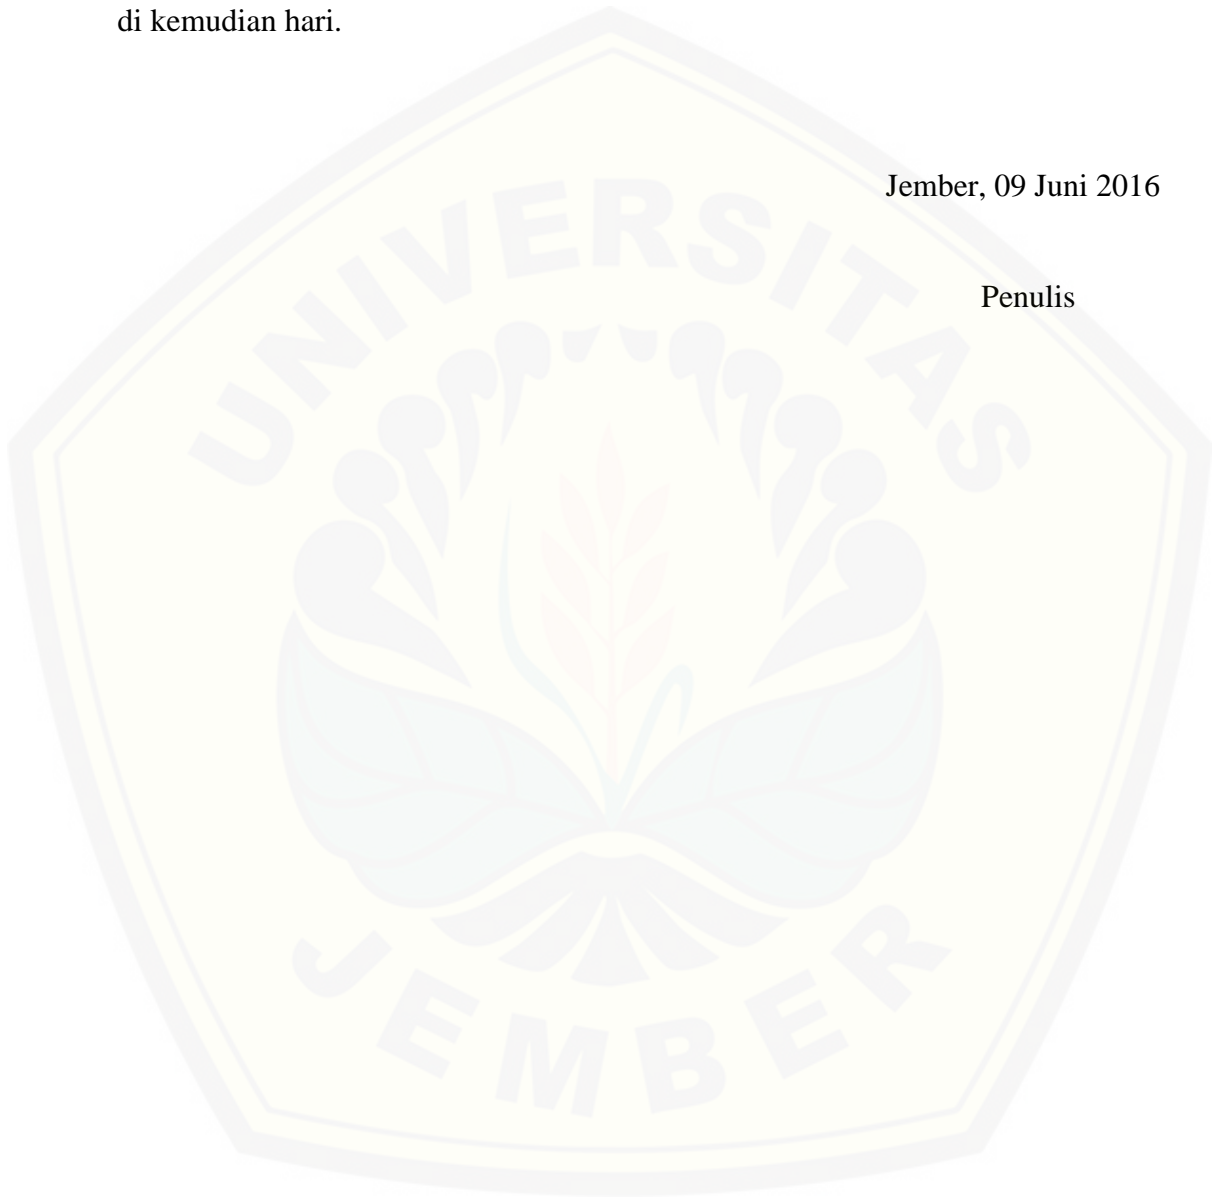 di kemudian hari.
Jember, 09 Juni 2016
Penulis
UNIVERSITAS
JEMBER